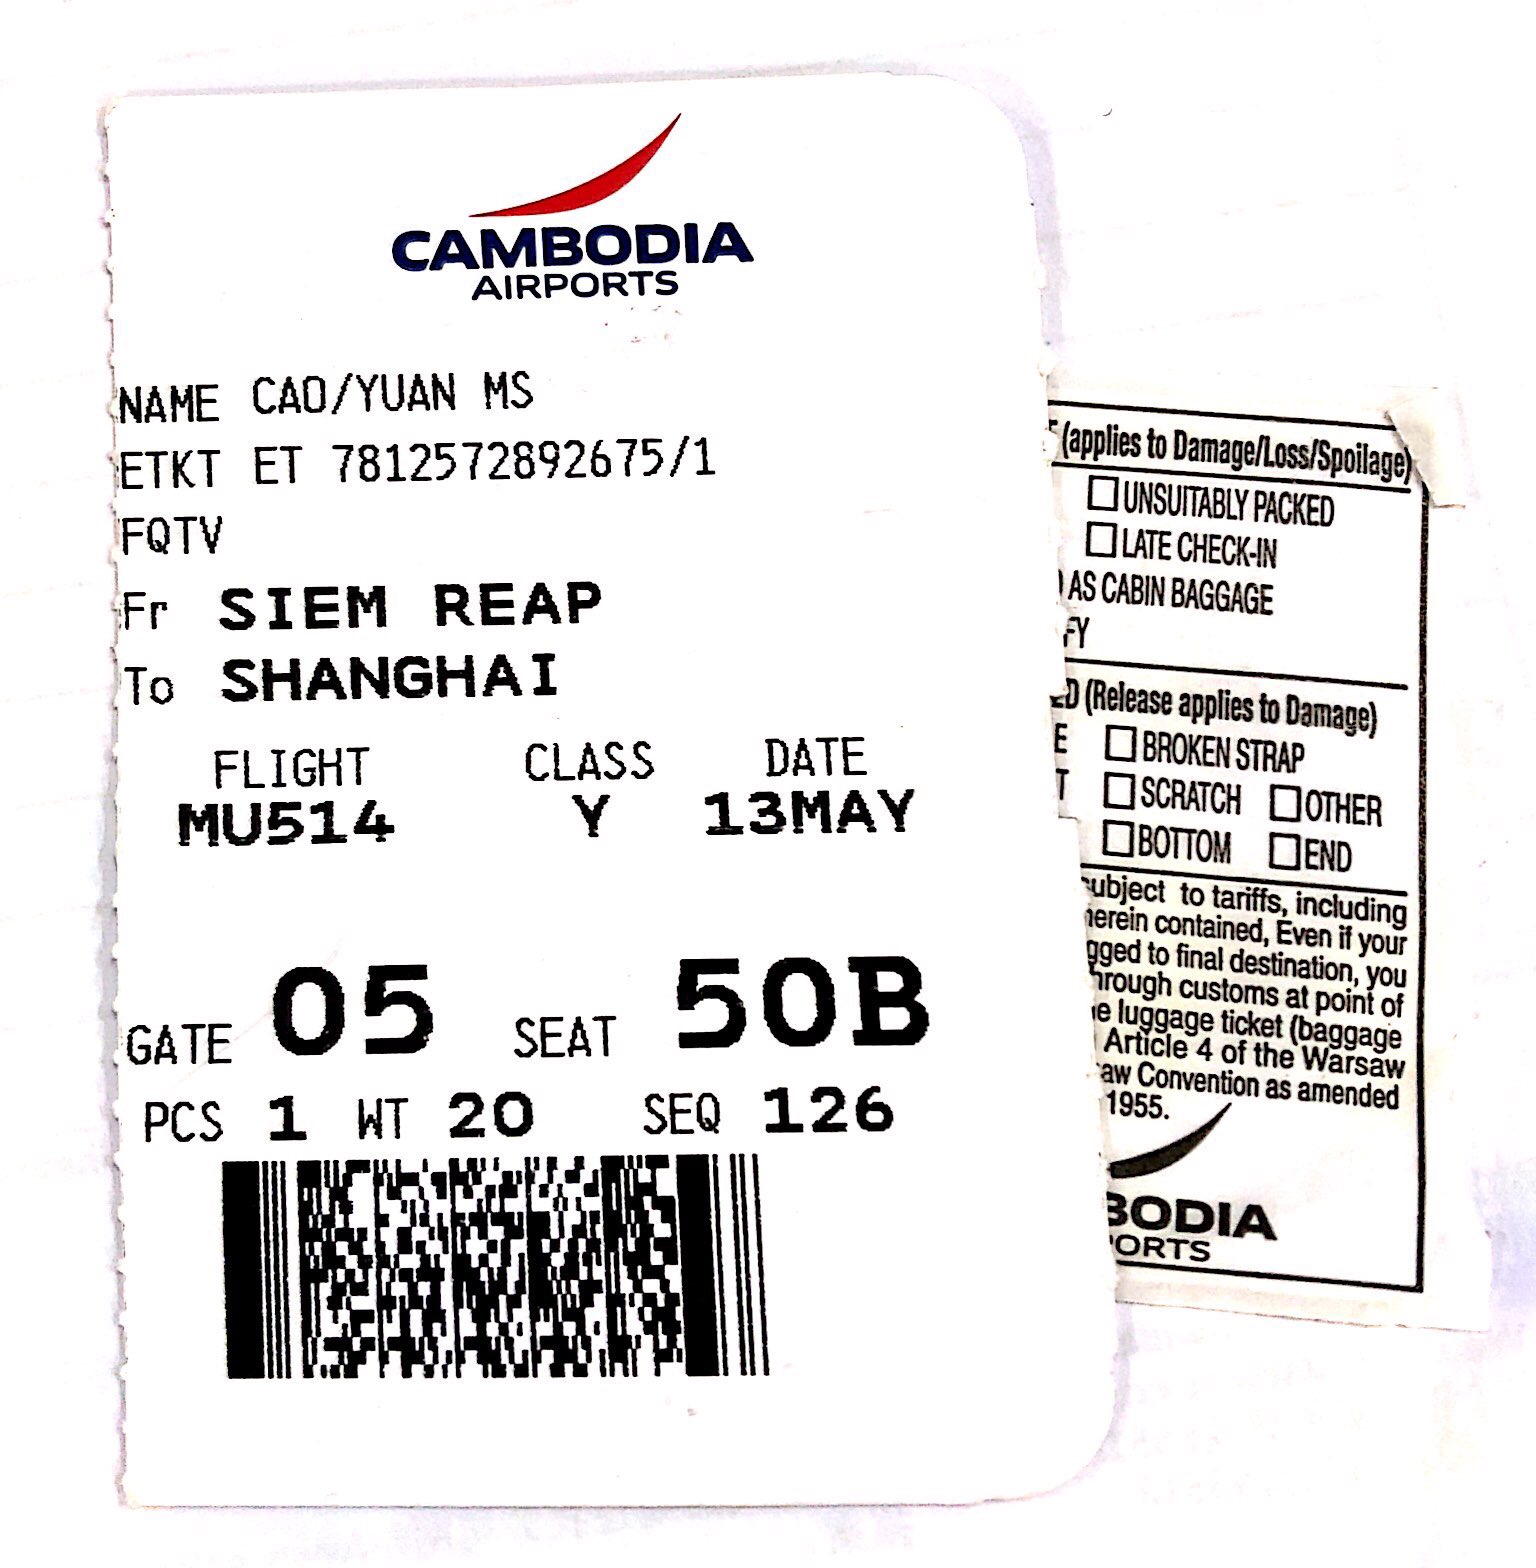 CAMBODIA
AIRPORTS
NAME CAO/YUAN MS
ETKT ET 7812572892675/1
FQTV
Fr SIEM REAP
To SHANGHAI
FLIGHT CLASS DATE
MU514 Y 13MAY
GATE 05 SEAT 50B
PCS 1 WT 20 SEQ 126
(applies to Damage/Loss/Spoilage)
UNSUITABLY PACKED
LATE CHECK-IN
AS CABIN BAGGAGE
FY
D (Release applies to Damage)
E BROKEN STRAP
T SCRATCH OTHER
BOTTOM END
subject to tariffs, including
herein contained, Even if your
gged to final destination, you
hrough customs at point of
e luggage ticket (baggage
Article 4 of the Warsaw
aw Convention as amended
1955.
BODIA
ORTS